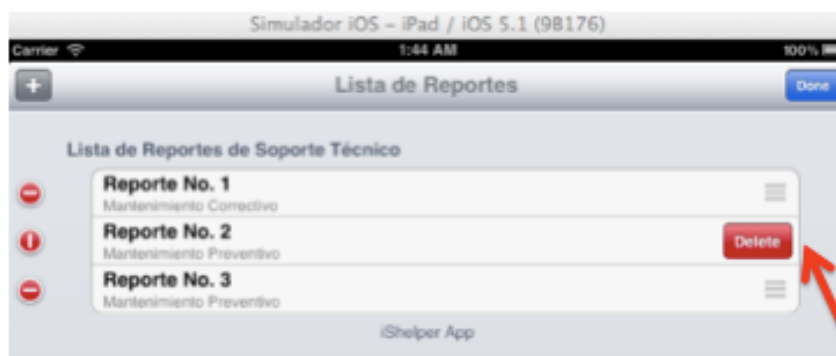 Simulador iOS – iPad / iOS 5.1 (9B176)
Carrier 1:44 AM 100%
+ Lista de Reportes Done
Lista de Reportes de Soporte Técnico
Reporte No. 1
Mantenimiento Correctivo
Reporte No. 2
Mantenimiento Preventivo
Delete
Reporte No. 3
Mantenimiento Preventivo
iShelper App